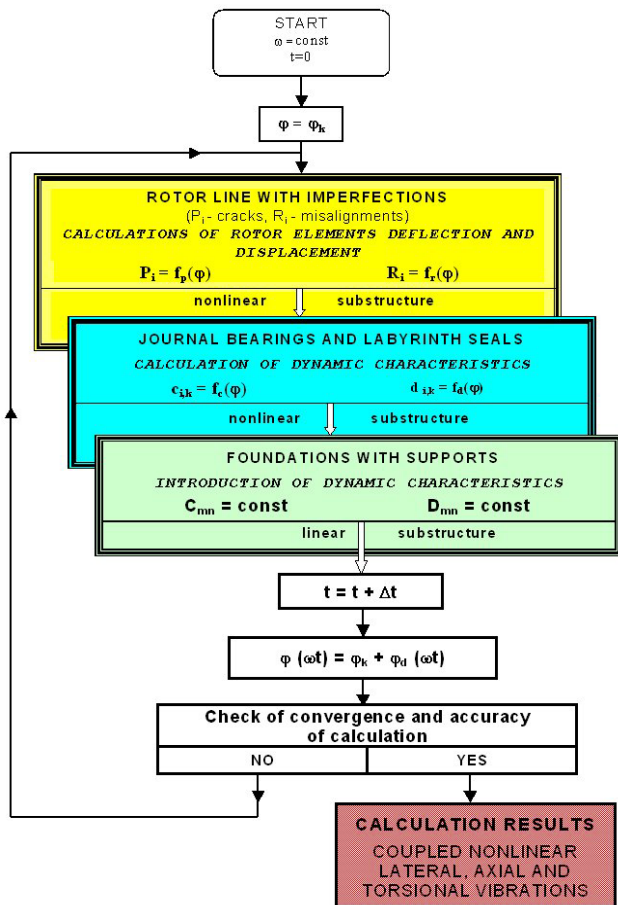 START
ω = const
t=0
φ = φk
ROTOR LINE WITH IMPERFECTIONS
(Pi - cracks, Ri - misalignments)
CALCULATIONS OF ROTOR ELEMENTS DEFLECTION AND
DISPLACEMENT
Pi = fp(φ) Ri = fr(φ)
nonlinear substructure
JOURNAL BEARINGS AND LABYRINTH SEALS
CALCULATION OF DYNAMIC CHARACTERISTICS
ci,k = fc(φ) d i,k = fd(φ)
nonlinear substructure
FOUNDATIONS WITH SUPPORTS
INTRODUCTION OF DYNAMIC CHARACTERISTICS
Cmn = const Dmn = const
linear substructure
t = t + Δt
φ (ωt) = φk + φd (ωt)
Check of convergence and accuracy
of calculation
NO YES
CALCULATION RESULTS
COUPLED NONLINEAR
LATERAL, AXIAL AND
TORSIONAL VIBRATIONS